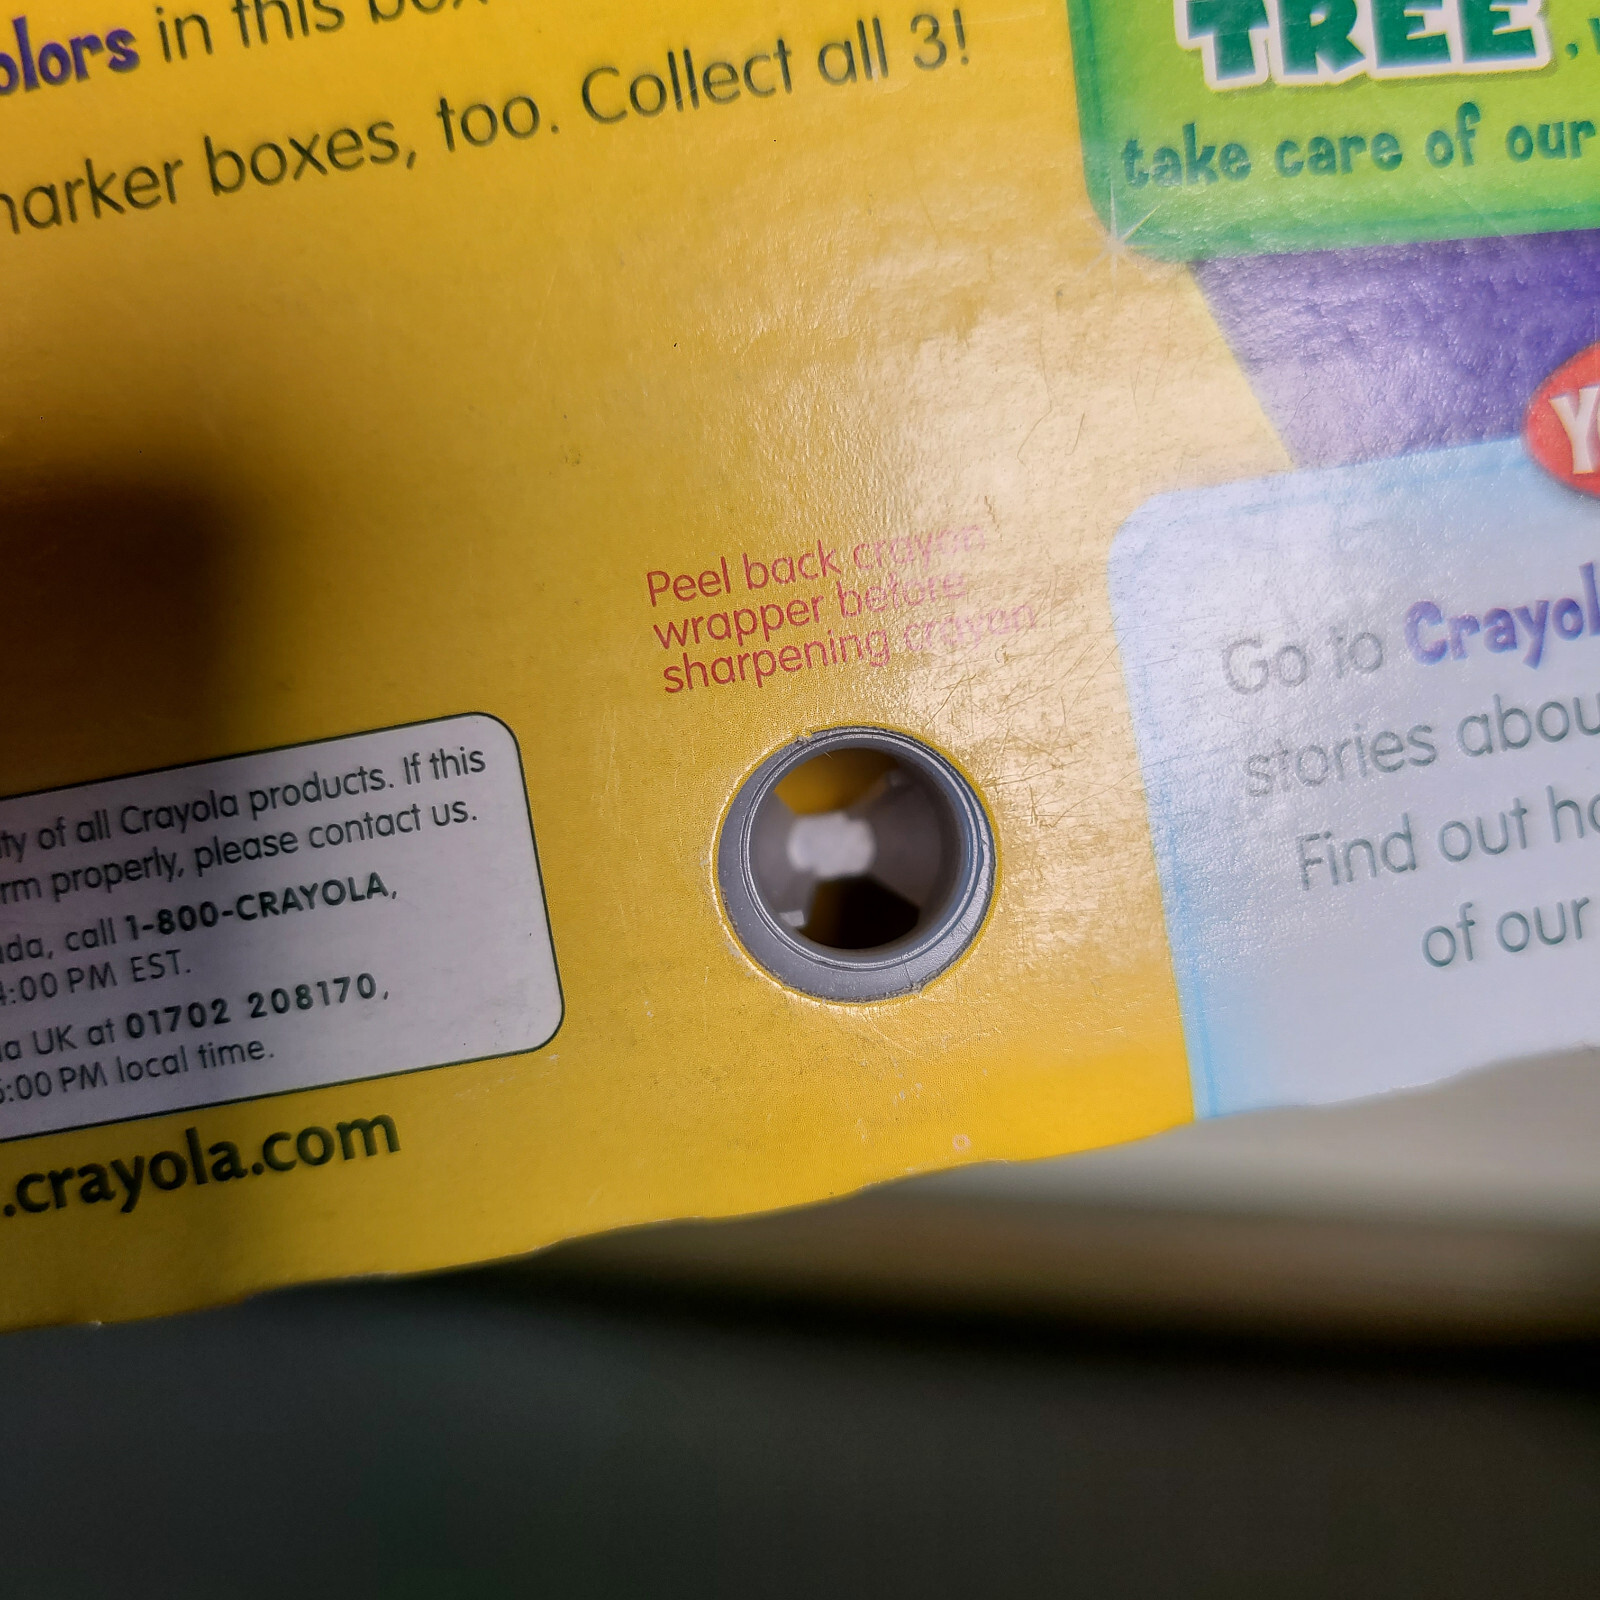 olors in this box
marker boxes, too. Collect all 3!
TREE,
take care of our
Peel back crayon
wrapper before
sharpening crayon
ty of all Crayola products. If this
rm properly, please contact us.
da, call 1-800-CRAYOLA,
4:00 PM EST.
a UK at 01702 208170,
5:00 PM local time.
.crayola.com
Go to Crayol
stories abou
Find out ho
of our